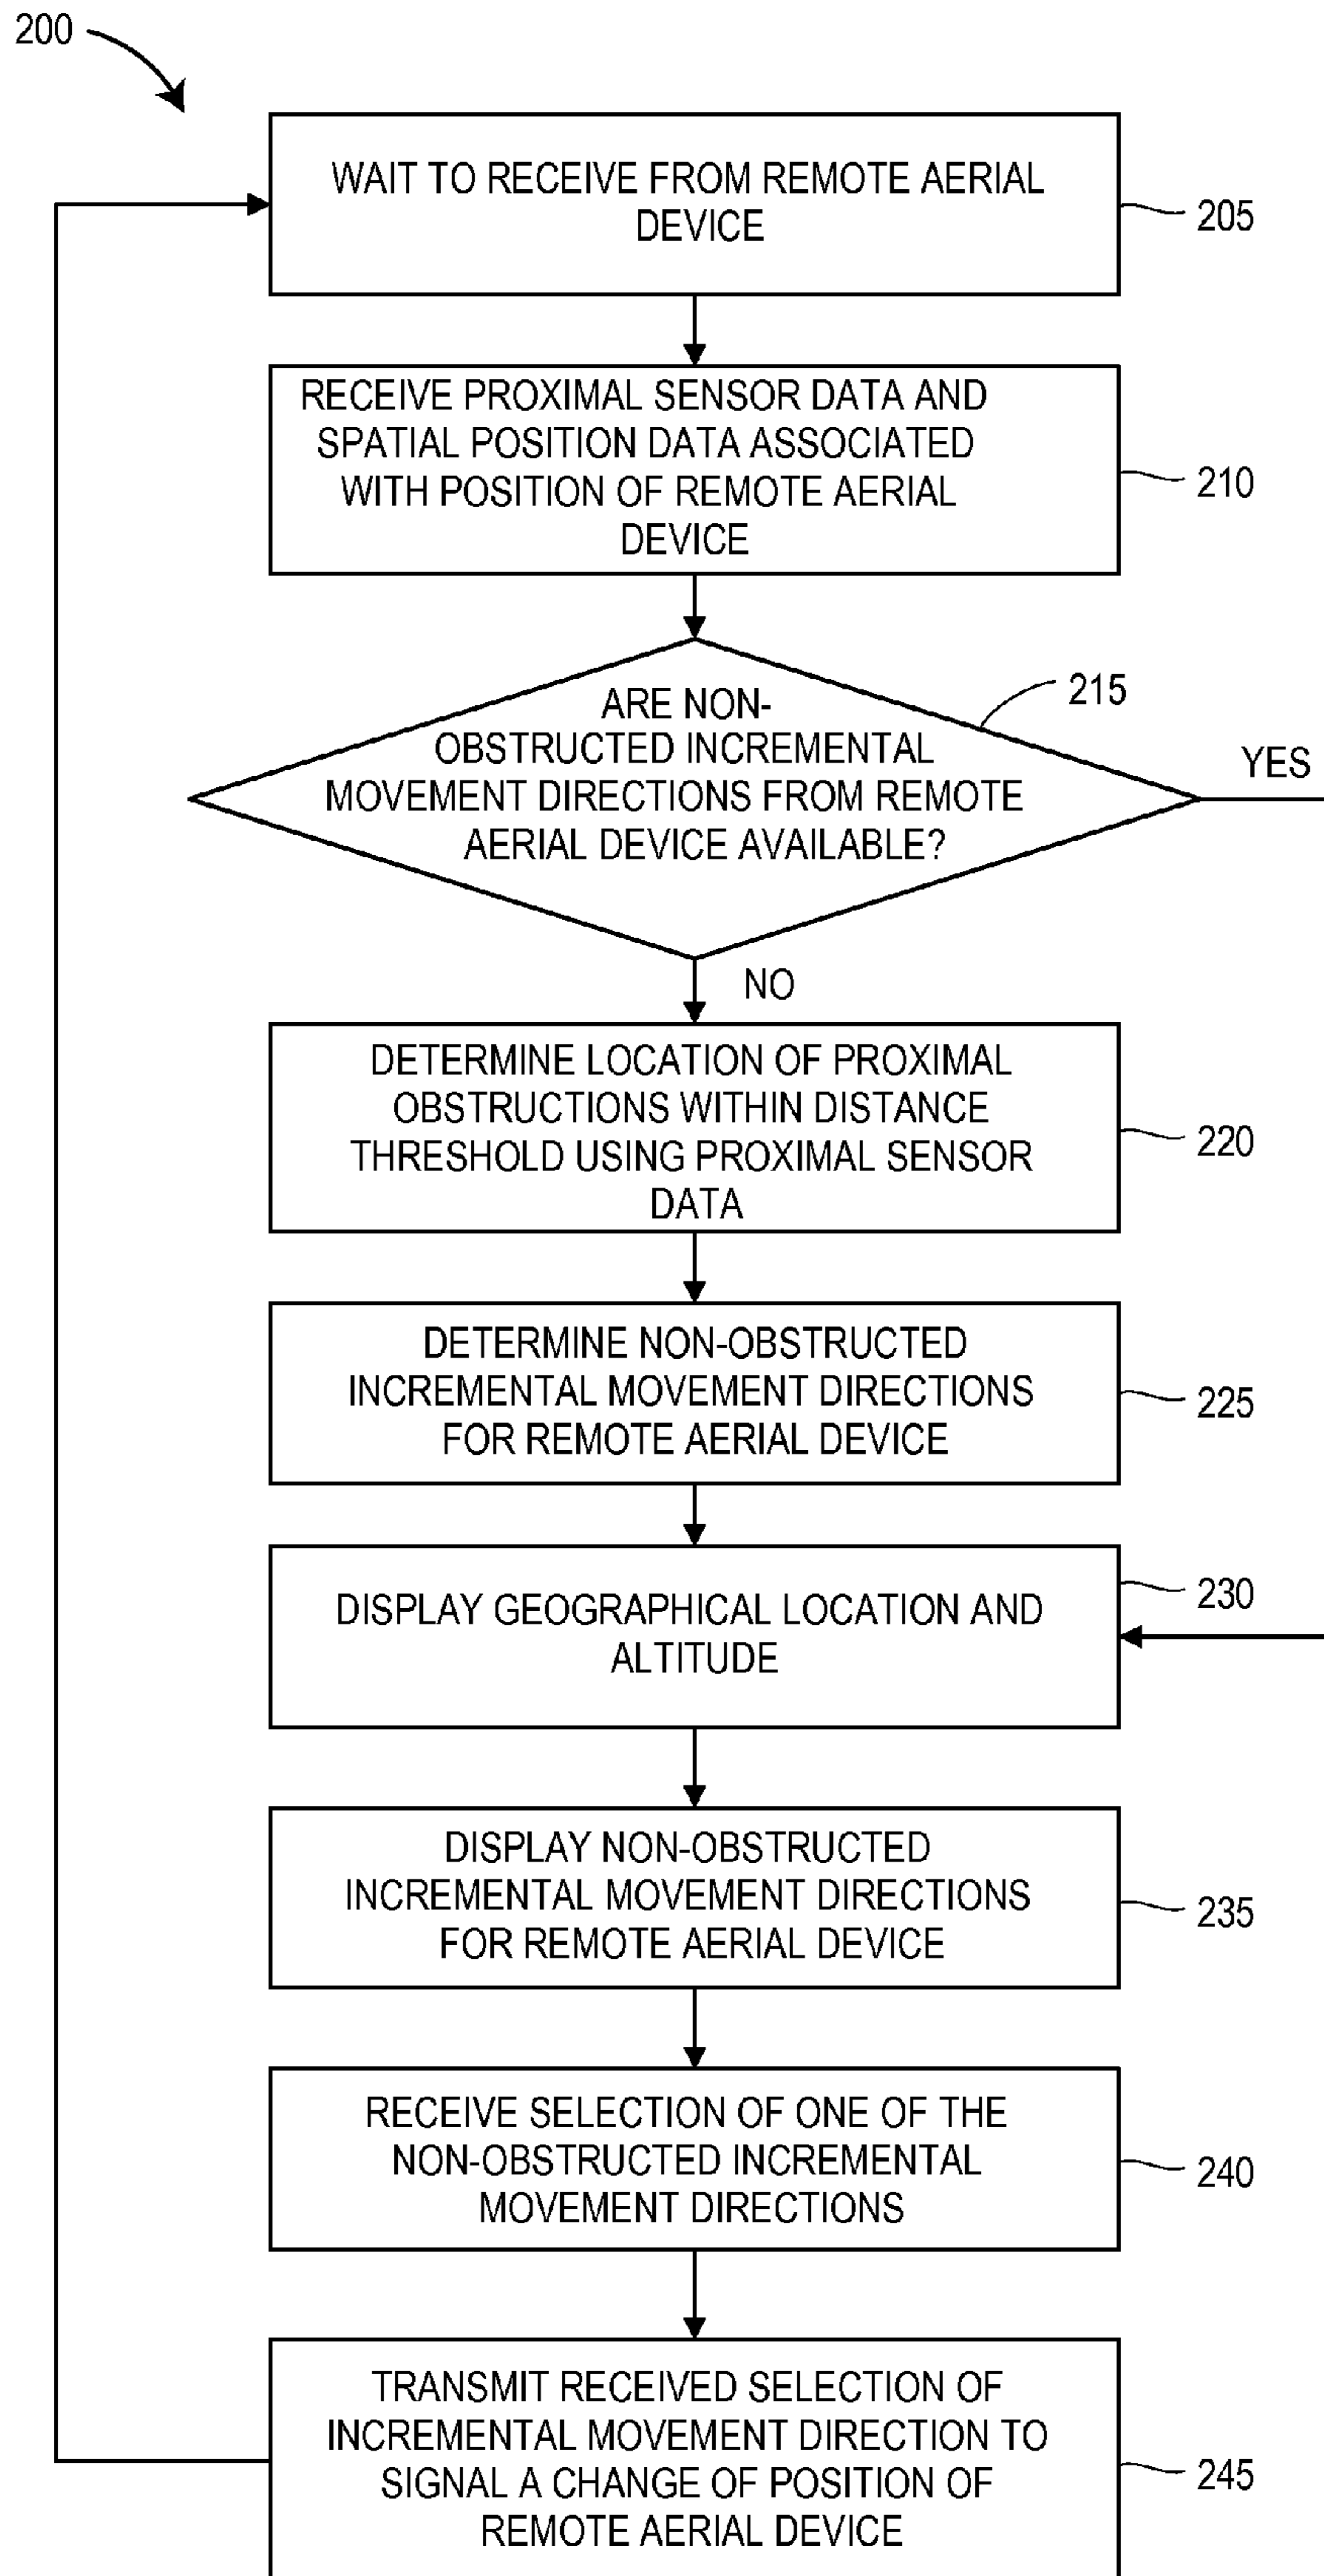 200
WAIT TO RECEIVE FROM REMOTE AERIAL
DEVICE
205
RECEIVE PROXIMAL SENSOR DATA AND
SPATIAL POSITION DATA ASSOCIATED
WITH POSITION OF REMOTE AERIAL
DEVICE
210
ARE NON-
OBSTRUCTED INCREMENTAL
MOVEMENT DIRECTIONS FROM REMOTE
AERIAL DEVICE AVAILABLE?
215
YES
NO
DETERMINE LOCATION OF PROXIMAL
OBSTRUCTIONS WITHIN DISTANCE
THRESHOLD USING PROXIMAL SENSOR
DATA
220
DETERMINE NON-OBSTRUCTED
INCREMENTAL MOVEMENT DIRECTIONS
FOR REMOTE AERIAL DEVICE
225
DISPLAY GEOGRAPHICAL LOCATION AND
ALTITUDE
230
DISPLAY NON-OBSTRUCTED
INCREMENTAL MOVEMENT DIRECTIONS
FOR REMOTE AERIAL DEVICE
235
RECEIVE SELECTION OF ONE OF THE
NON-OBSTRUCTED INCREMENTAL
MOVEMENT DIRECTIONS
240
TRANSMIT RECEIVED SELECTION OF
INCREMENTAL MOVEMENT DIRECTION TO
SIGNAL A CHANGE OF POSITION OF
REMOTE AERIAL DEVICE
245